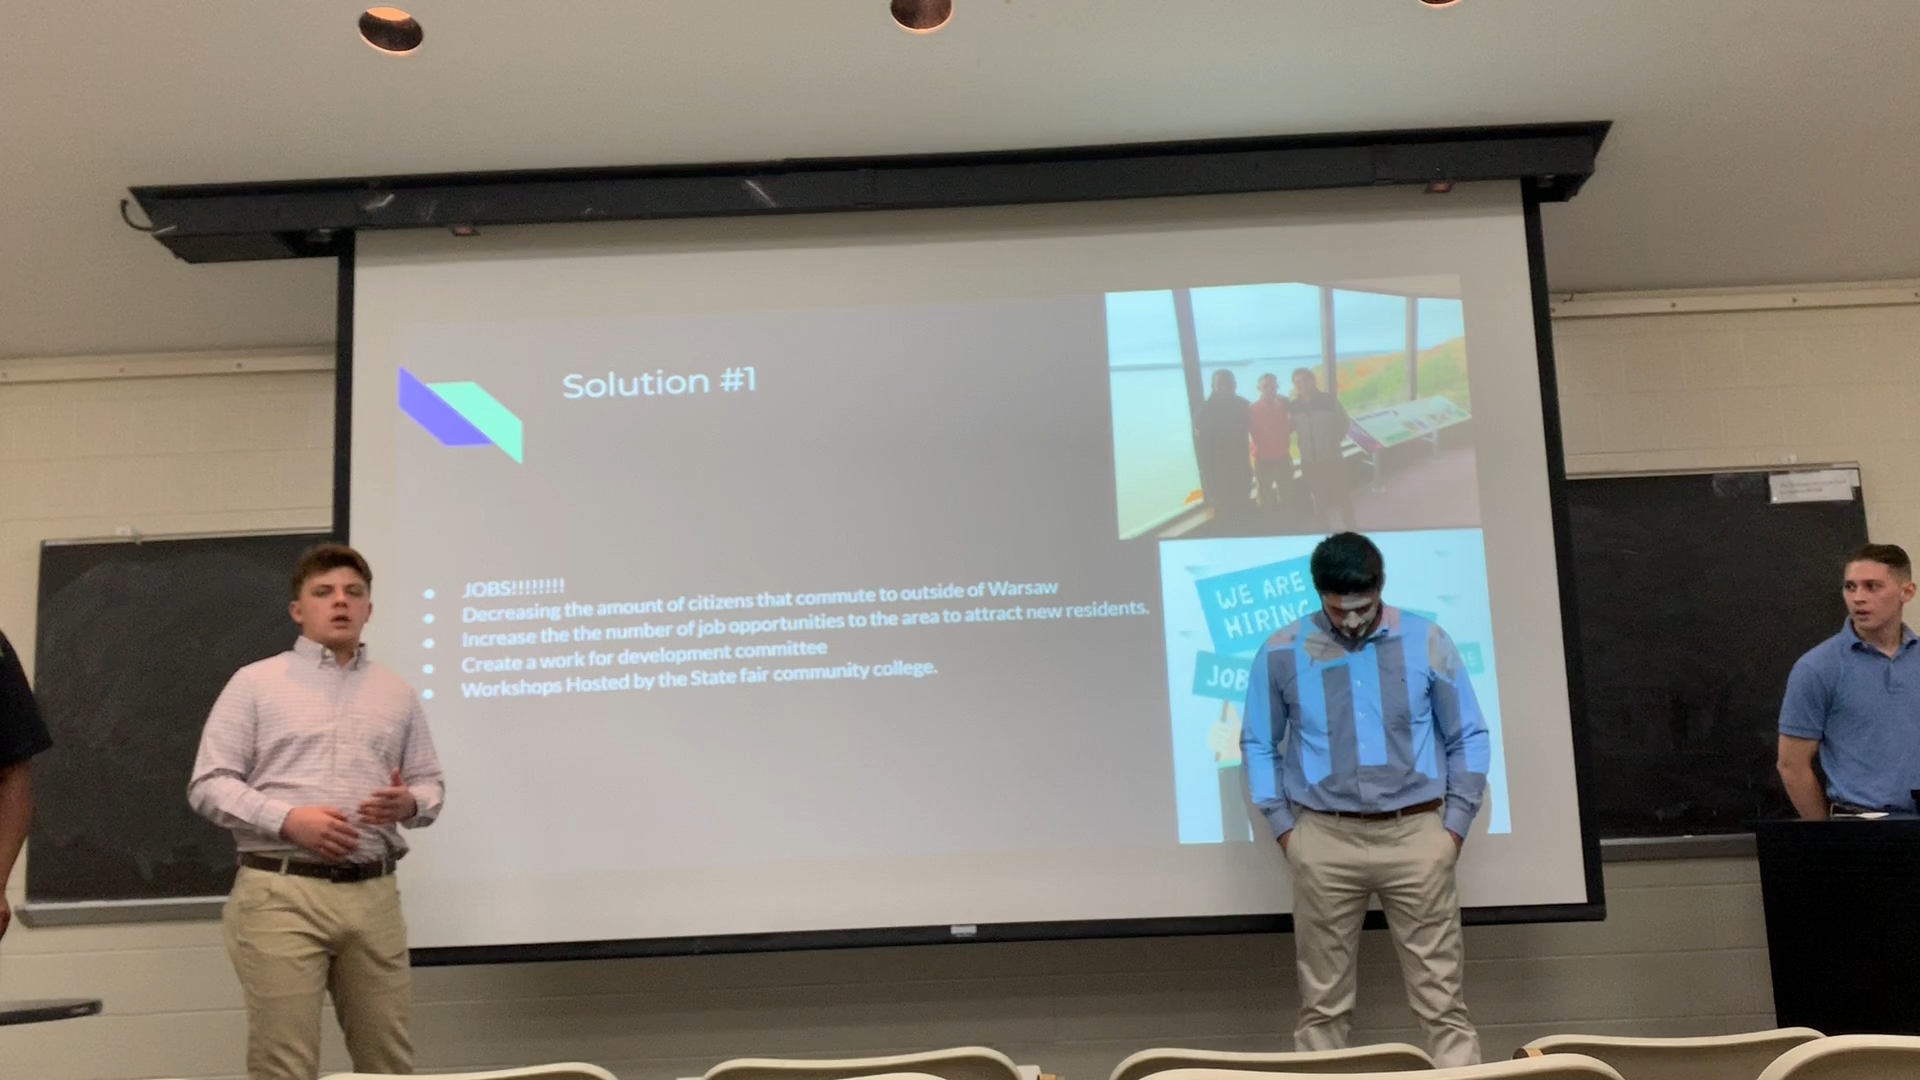 Solution #1
JOBS!!!!!!!!!
Decreasing the amount of citizens that commute to outside of Warsaw
Increase the the number of job opportunities to the area to attract new residents.
Create a work for development committee
Workshops Hosted by the State fair community college.
WE ARE
HIRING
JOB